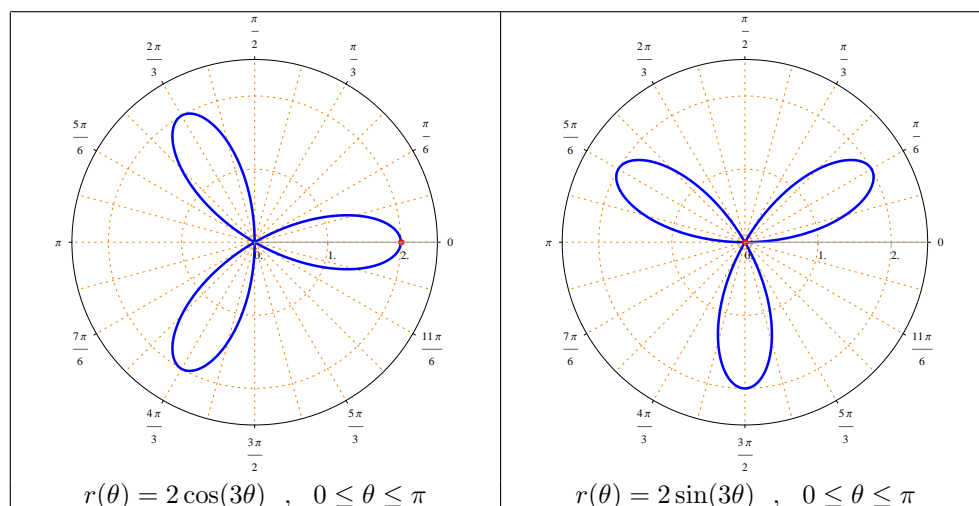 π/2
2π/3
π/3
5π/6
π/6
π
0
0.
1.
2.
7π/6
11π/6
4π/3
5π/3
3π/2
r(θ) = 2 cos(3θ) , 0 ≤ θ ≤ π
π/2
2π/3
π/3
5π/6
π/6
π
0
0.
1.
2.
7π/6
11π/6
4π/3
5π/3
3π/2
r(θ) = 2 sin(3θ) , 0 ≤ θ ≤ π